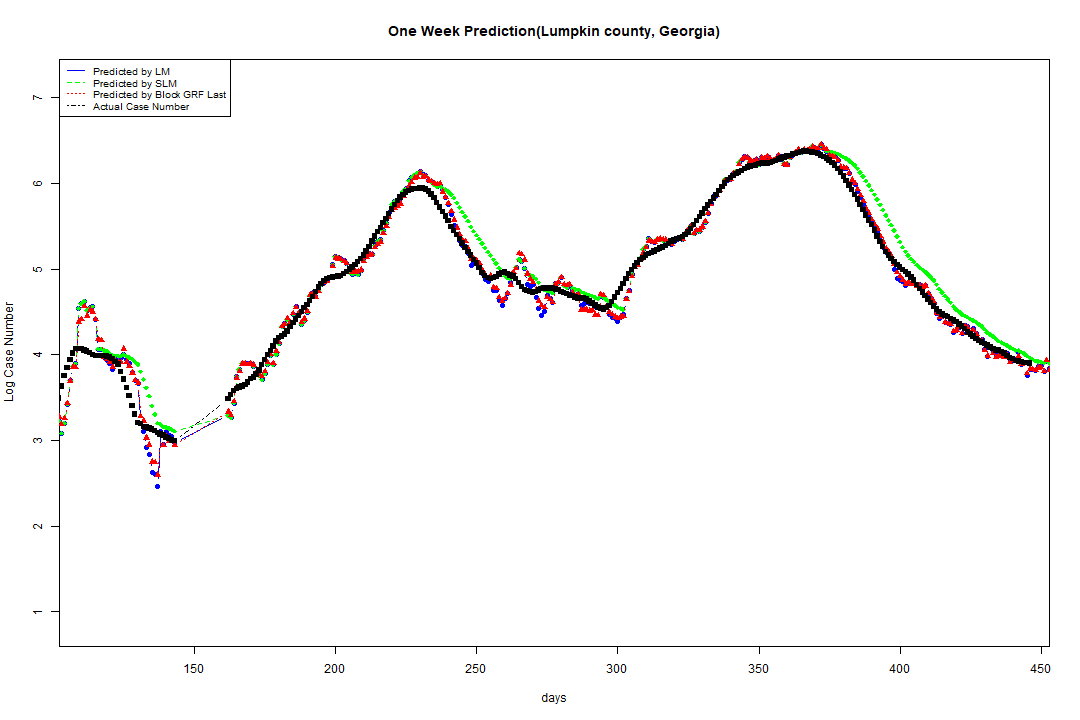 One Week Prediction(Lumpkin county, Georgia)
Predicted by LM
Predicted by SLM
Predicted by Block GRF Last
Actual Case Number
Log Case Number
7
6
5
4
3
2
1
150 200 250 300 350 400 450
days